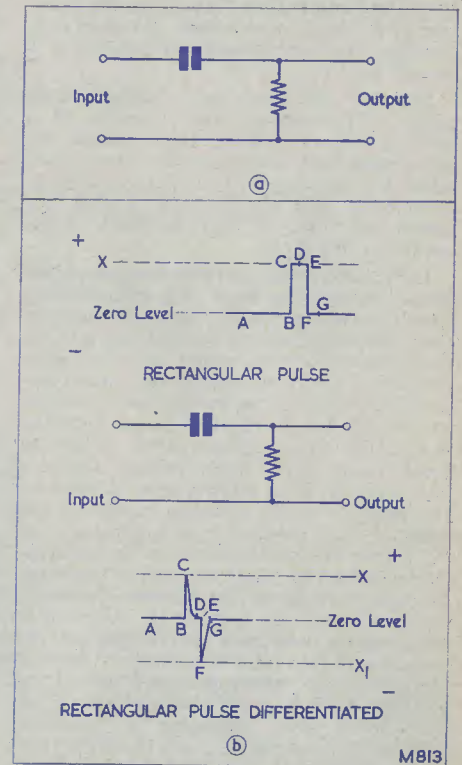 Input Output
ⓐ
+
X C D E
Zero Level A B F G
−
RECTANGULAR PULSE
Input Output
C X +
A B D E G Zero Level
F X₁
−
RECTANGULAR PULSE DIFFERENTIATED
ⓑ
M813